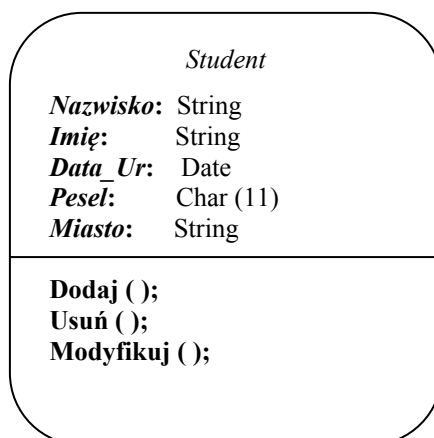 Student
Nazwisko: String
Imię: String
Data_Ur: Date
Pesel: Char (11)
Miasto: String
Dodaj ( );
Usuń ( );
Modyfikuj ( );